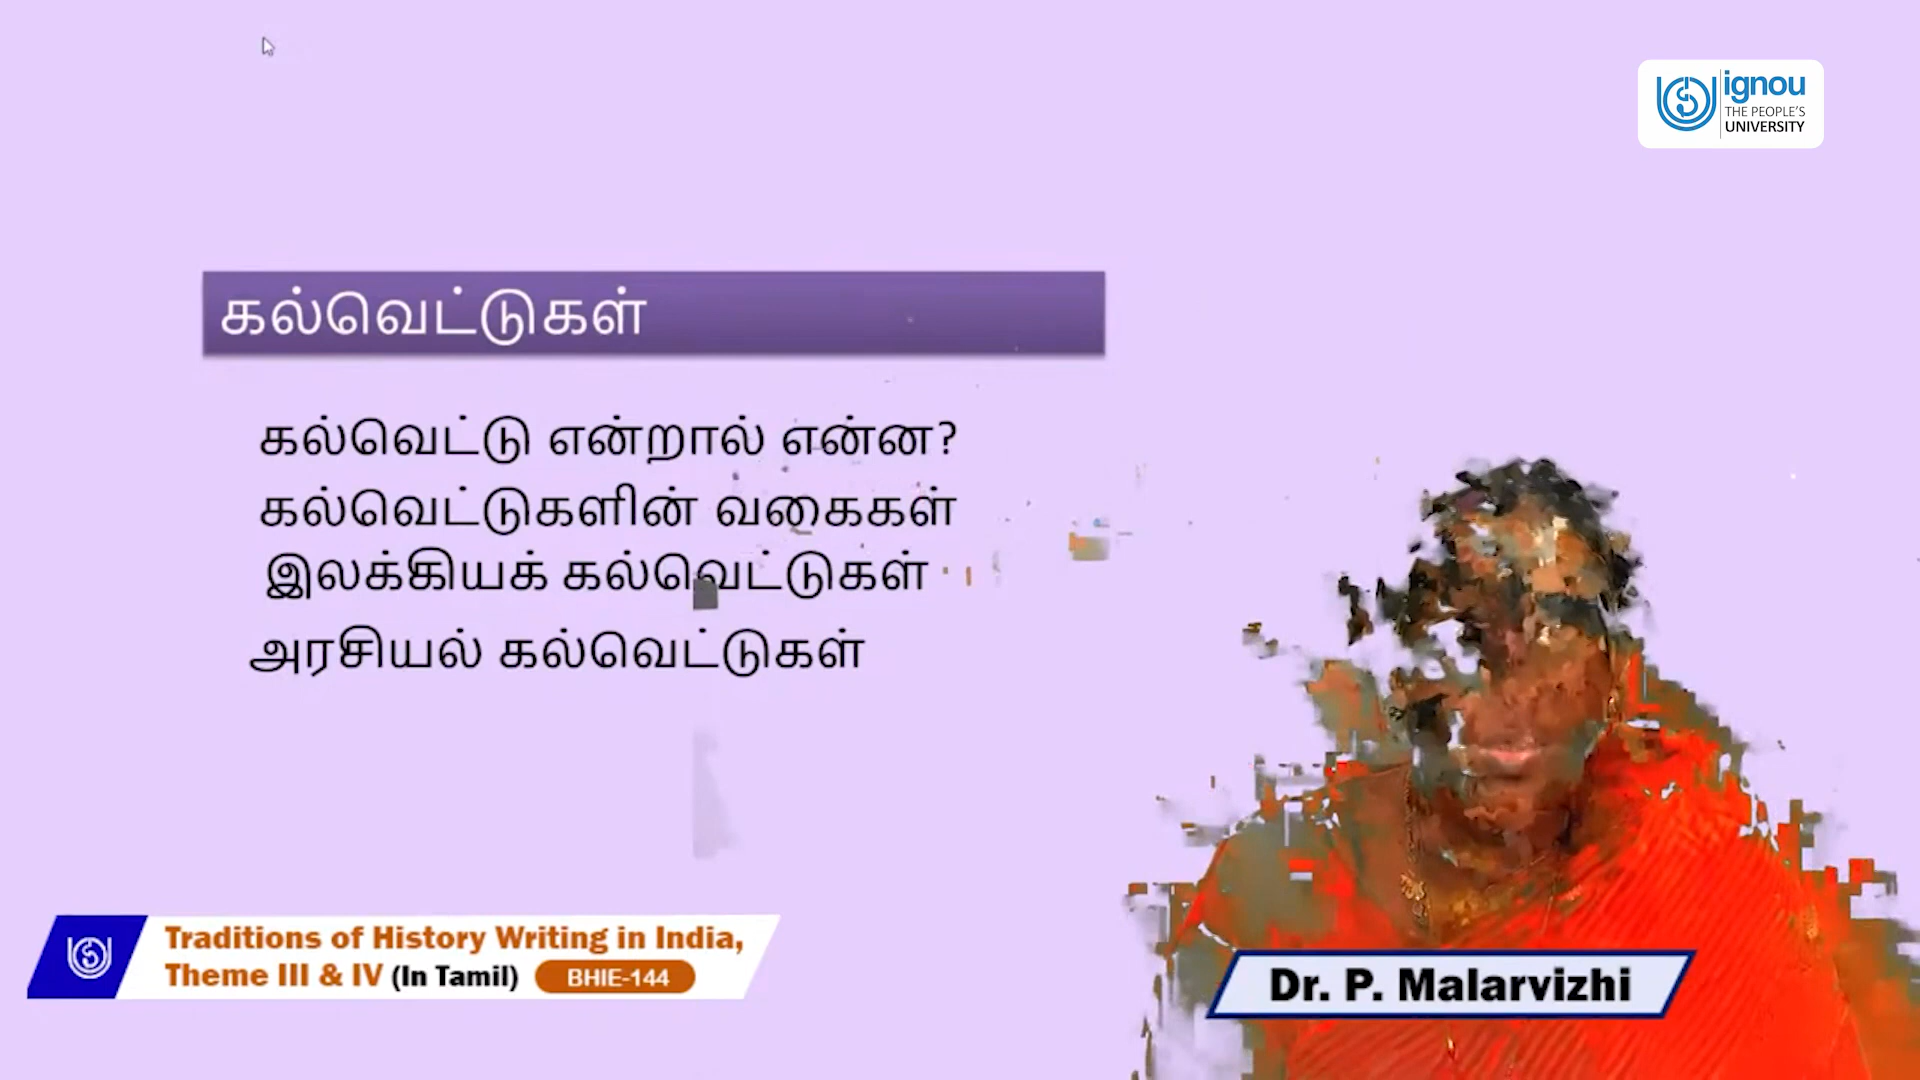 ignou
THE PEOPLE'S
UNIVERSITY
கல்வெட்டுகள்
கல்வெட்டு என்றால் என்ன?
கல்வெட்டுகளின் வகைகள்
இலக்கியக் கல்வெட்டுகள்
அரசியல் கல்வெட்டுகள்
Traditions of History Writing in India,
Theme III & IV (In Tamil) BHIE-144
Dr. P. Malarvizhi